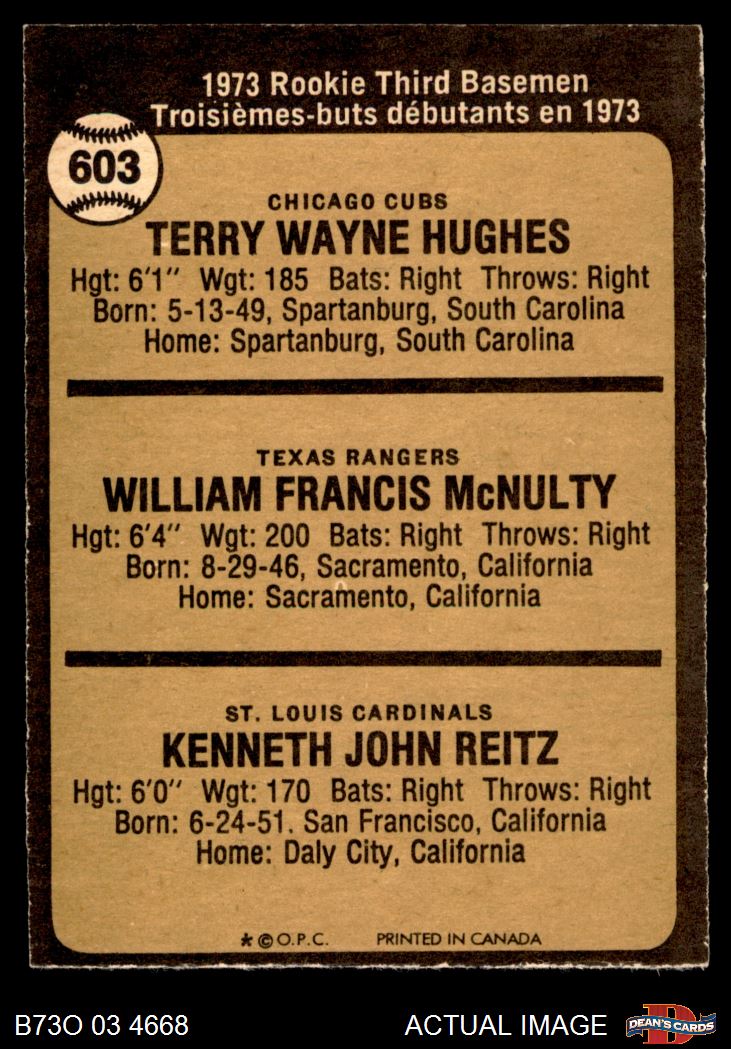 1973 Rookie Third Basemen
Troisièmes-buts débutants en 1973
603
CHICAGO CUBS
TERRY WAYNE HUGHES
Hgt: 6'1" Wgt: 185 Bats: Right Throws: Right
Born: 5-13-49, Spartanburg, South Carolina
Home: Spartanburg, South Carolina
TEXAS RANGERS
WILLIAM FRANCIS McNULTY
Hgt: 6'4" Wgt: 200 Bats: Right Throws: Right
Born: 8-29-46, Sacramento, California
Home: Sacramento, California
ST. LOUIS CARDINALS
KENNETH JOHN REITZ
Hgt: 6'0" Wgt: 170 Bats: Right Throws: Right
Born: 6-24-51. San Francisco, California
Home: Daly City, California
* © O.P.C. PRINTED IN CANADA
B73O 03 4668 ACTUAL IMAGE D DEAN'S CARDS